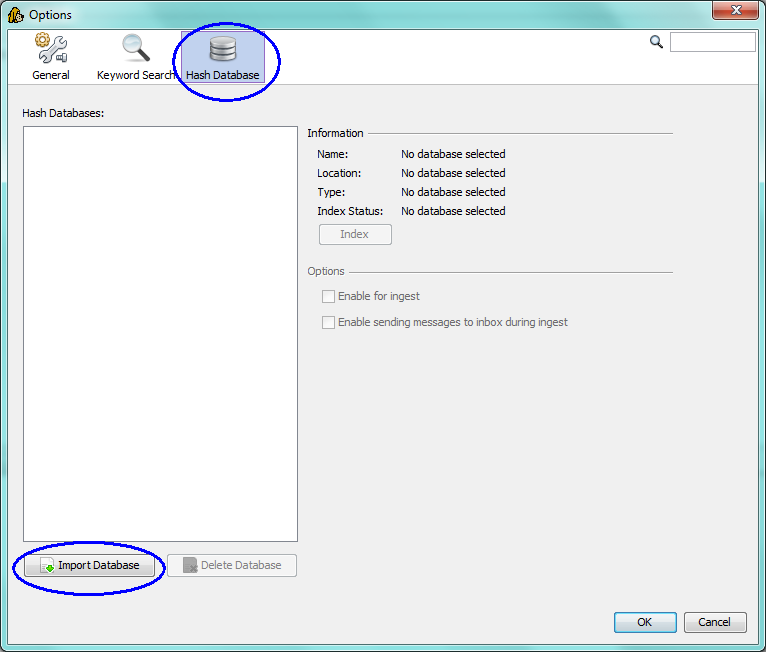 Options
General
Keyword Search
Hash Database
Hash Databases:
Information
Name: No database selected
Location: No database selected
Type: No database selected
Index Status: No database selected
Index
Options
Enable for ingest
Enable sending messages to inbox during ingest
Import Database
Delete Database
OK
Cancel